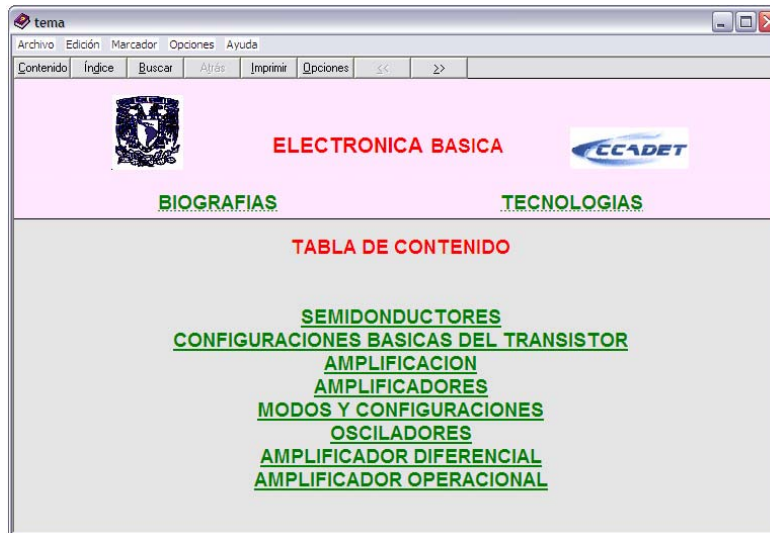 tema
Archivo Edición Marcador Opciones Ayuda
Contenido Índice Buscar Atrás Imprimir Opciones << >>
ELECTRONICA BASICA
CCADET
BIOGRAFIAS TECNOLOGIAS
TABLA DE CONTENIDO
SEMIDONDUCTORES
CONFIGURACIONES BASICAS DEL TRANSISTOR
AMPLIFICACION
AMPLIFICADORES
MODOS Y CONFIGURACIONES
OSCILADORES
AMPLIFICADOR DIFERENCIAL
AMPLIFICADOR OPERACIONAL